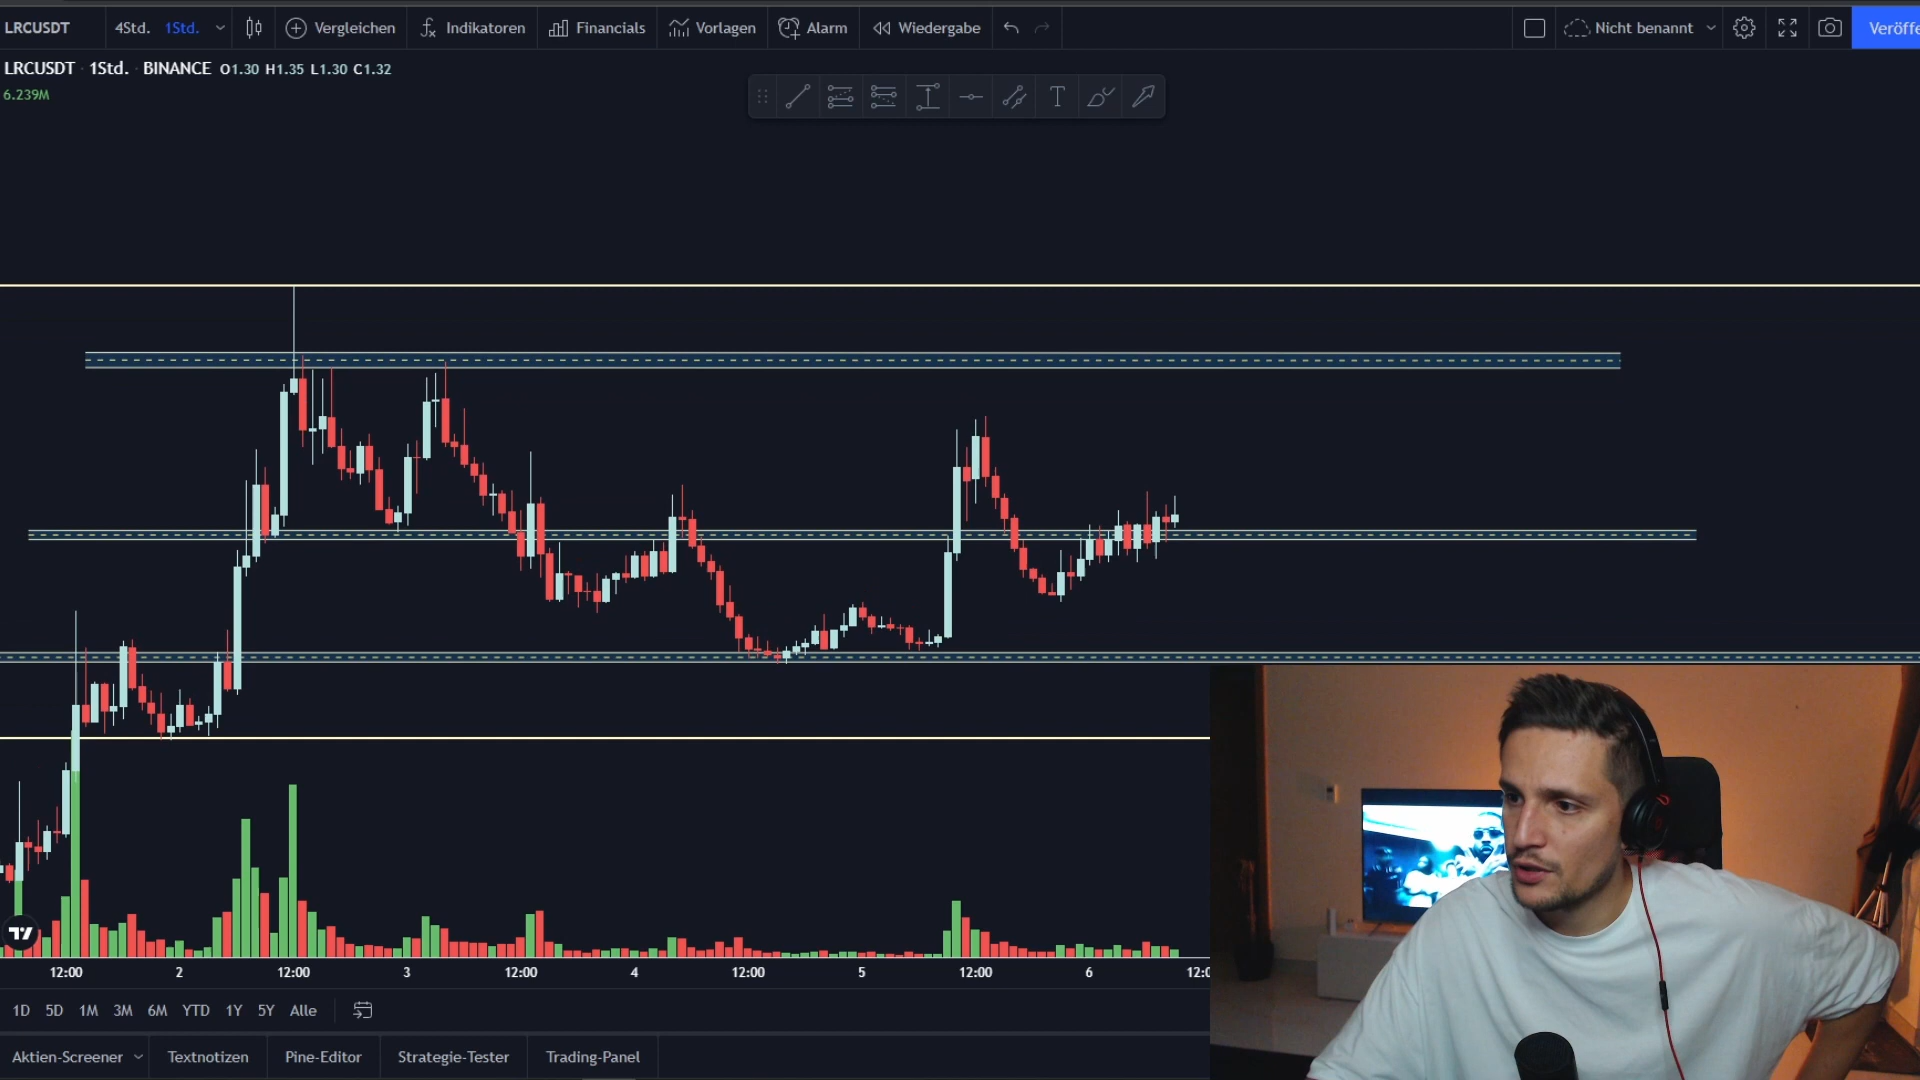 LRCUSDT 4Std. 1Std. Vergleichen Indikatoren Financials Vorlagen Alarm Wiedergabe Nicht benannt Veröffe
LRCUSDT · 1Std. · BINANCE O1.30 H1.35 L1.30 C1.32
6.239M
12:00 2 12:00 3 12:00 4 12:00 5 12:00 6 12:0
1D 5D 1M 3M 6M YTD 1Y 5Y Alle
Aktien-Screener Textnotizen Pine-Editor Strategie-Tester Trading-Panel